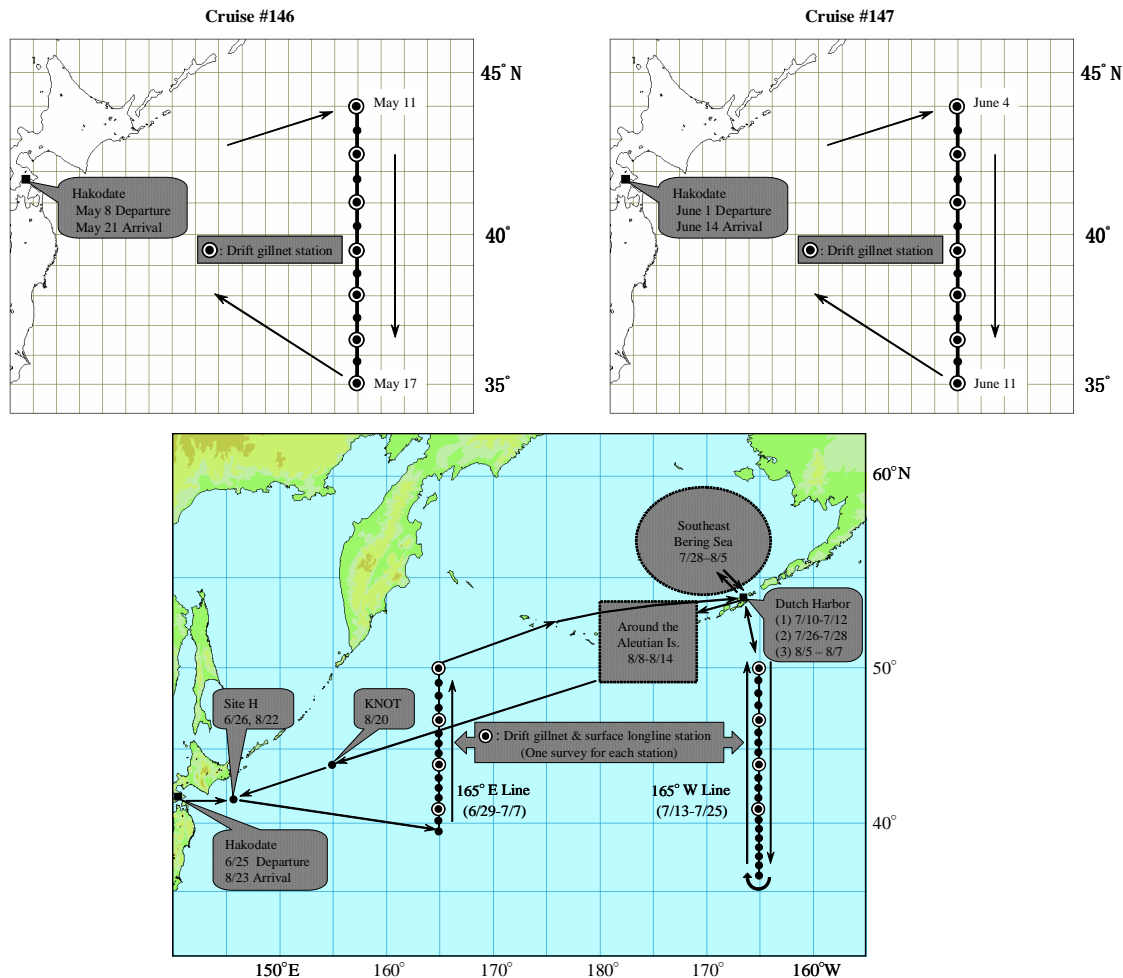 Cruise #146
45° N
May 11
Hakodate
May 8 Departure
May 21 Arrival
40°
: Drift gillnet station
May 17
35°
Cruise #147
45° N
June 4
Hakodate
June 1 Departure
June 14 Arrival
40°
: Drift gillnet station
June 11
35°
60°N
Southeast
Bering Sea
7/28–8/5
Dutch Harbor
(1) 7/10-7/12
(2) 7/26-7/28
(3) 8/5 – 8/7
Around the
Aleutian Is.
8/8-8/14
50°
Site H
6/26, 8/22
KNOT
8/20
: Drift gillnet & surface longline station
(One survey for each station)
165° E Line
(6/29-7/7)
165° W Line
(7/13-7/25)
40°
Hakodate
6/25 Departure
8/23 Arrival
150°E
160°
170°
180°
170°
160°W